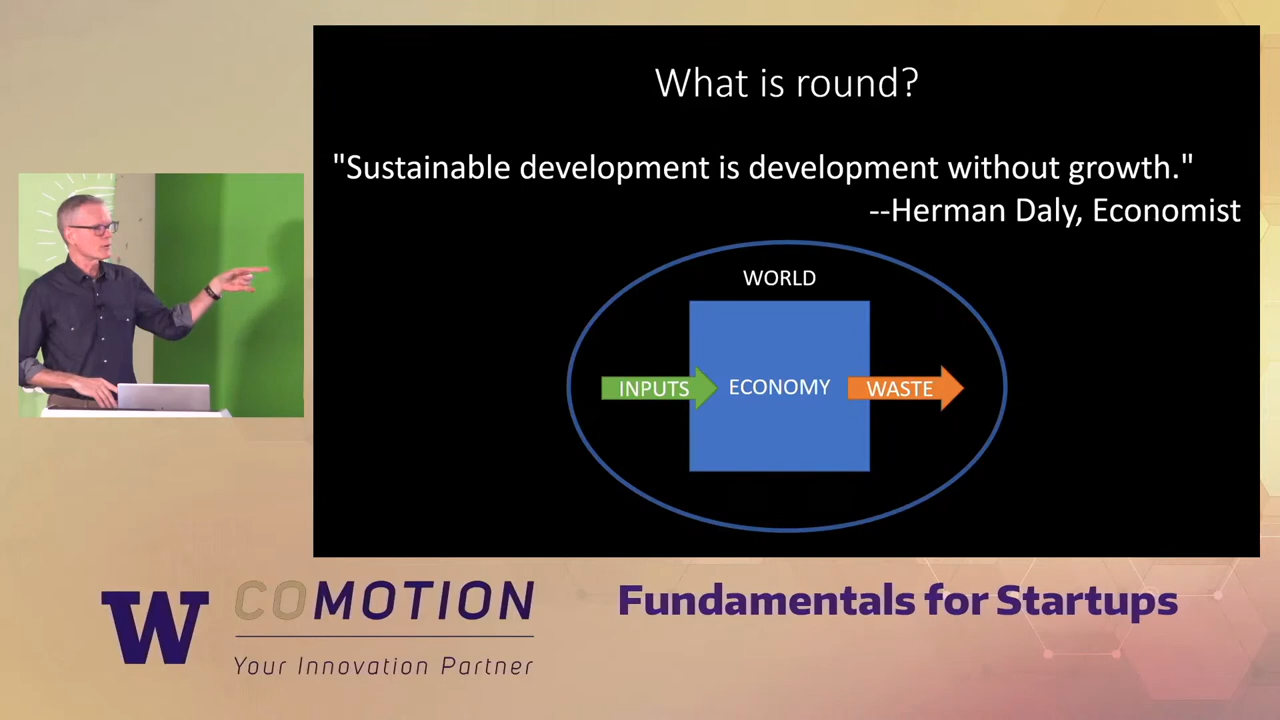 What is round?
"Sustainable development is development without growth."
--Herman Daly, Economist
WORLD
INPUTS
ECONOMY
WASTE
W
COMOTION
Your Innovation Partner
Fundamentals for Startups